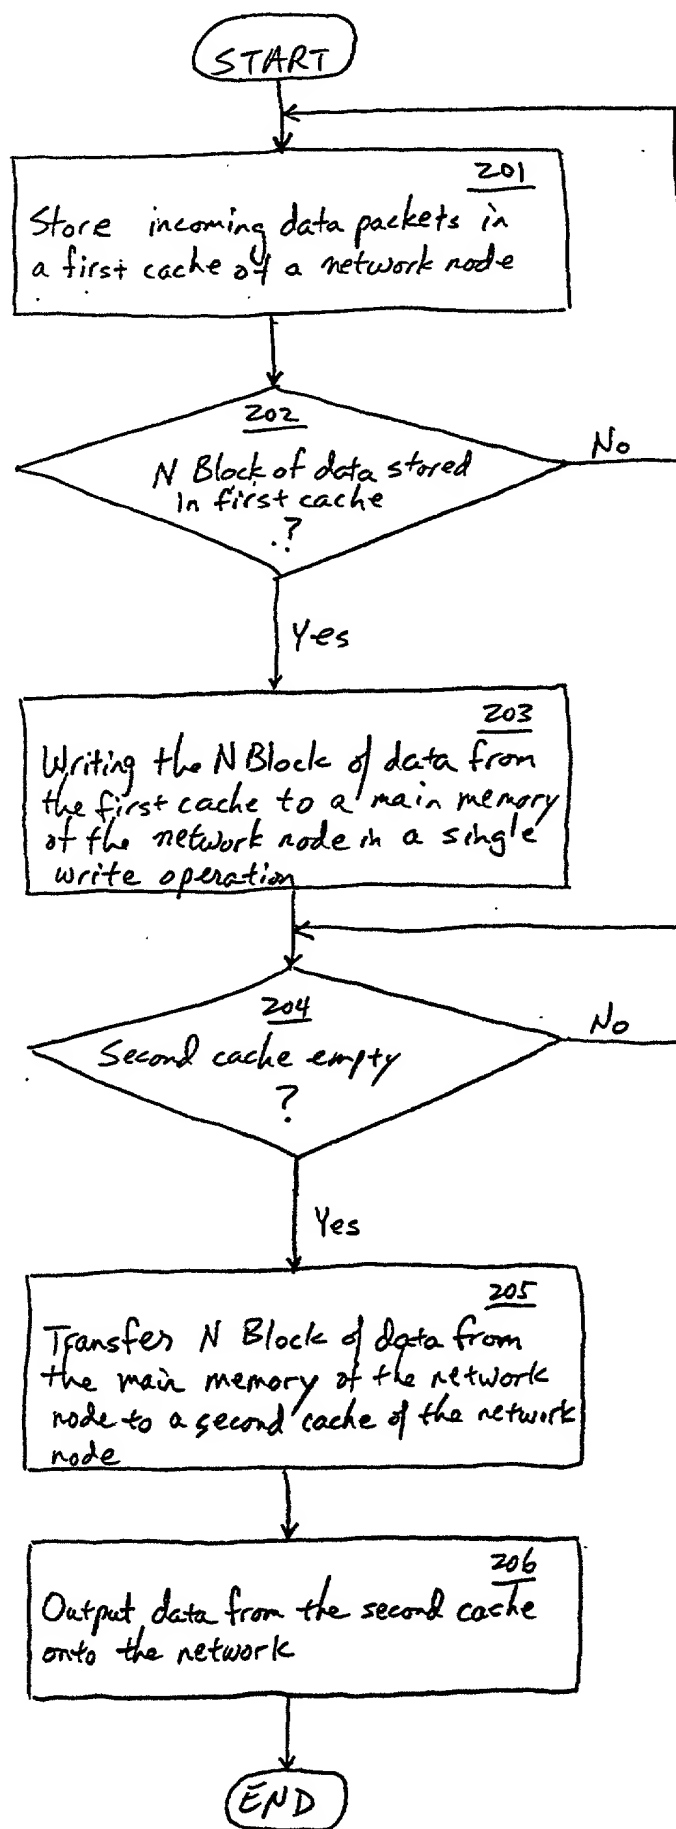 START
201
Store incoming data packets in
a first cache of a network node
202
N Block of data stored
in first cache
?
No
Yes
203
Writing the N Block of data from
the first cache to a main memory
of the network node in a single
write operation
204
Second cache empty
?
No
Yes
205
Transfer N Block of data from
the main memory of the network
node to a second cache of the network
node
206
Output data from the second cache
onto the network
END